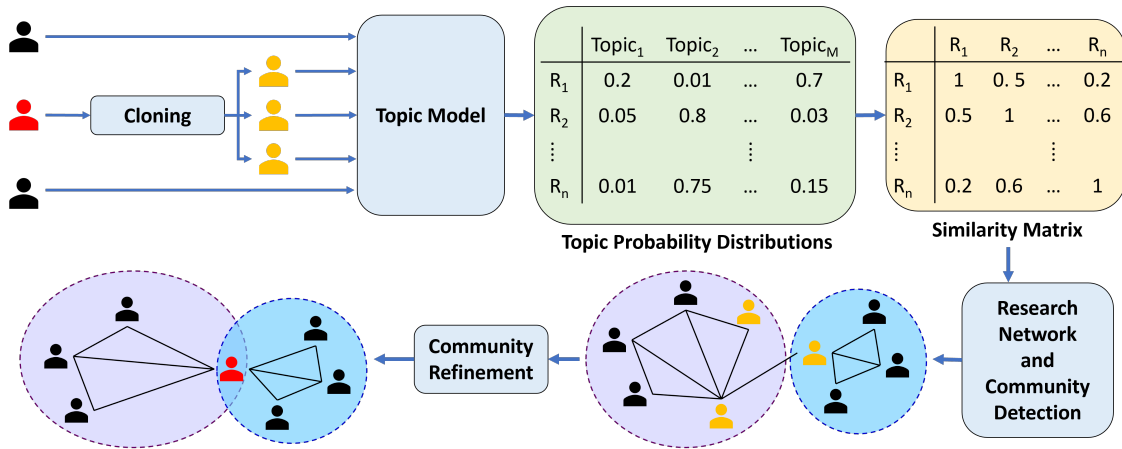 Cloning
Topic Model
Topic₁ Topic₂ ... Topic_M
R₁ 0.2 0.01 ... 0.7
R₂ 0.05 0.8 ... 0.03
⋮ ⋮
Rₙ 0.01 0.75 ... 0.15
Topic Probability Distributions
R₁ R₂ ... Rₙ
R₁ 1 0. 5 ... 0.2
R₂ 0.5 1 ... 0.6
⋮ ⋮
Rₙ 0.2 0.6 ... 1
Similarity Matrix
Research
Network
and
Community
Detection
Community
Refinement